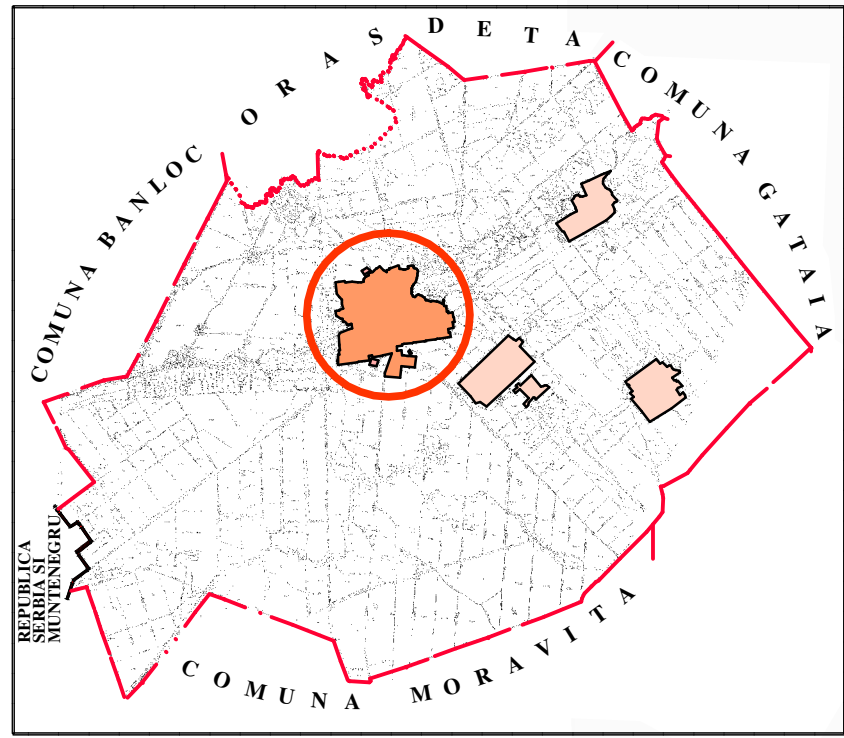 ORAS DETA
COMUNA GATAIA
COMUNA BANLOC
REPUBLICA
SERBIA SI
MUNTENEGRU
COMUNA MORAVITA